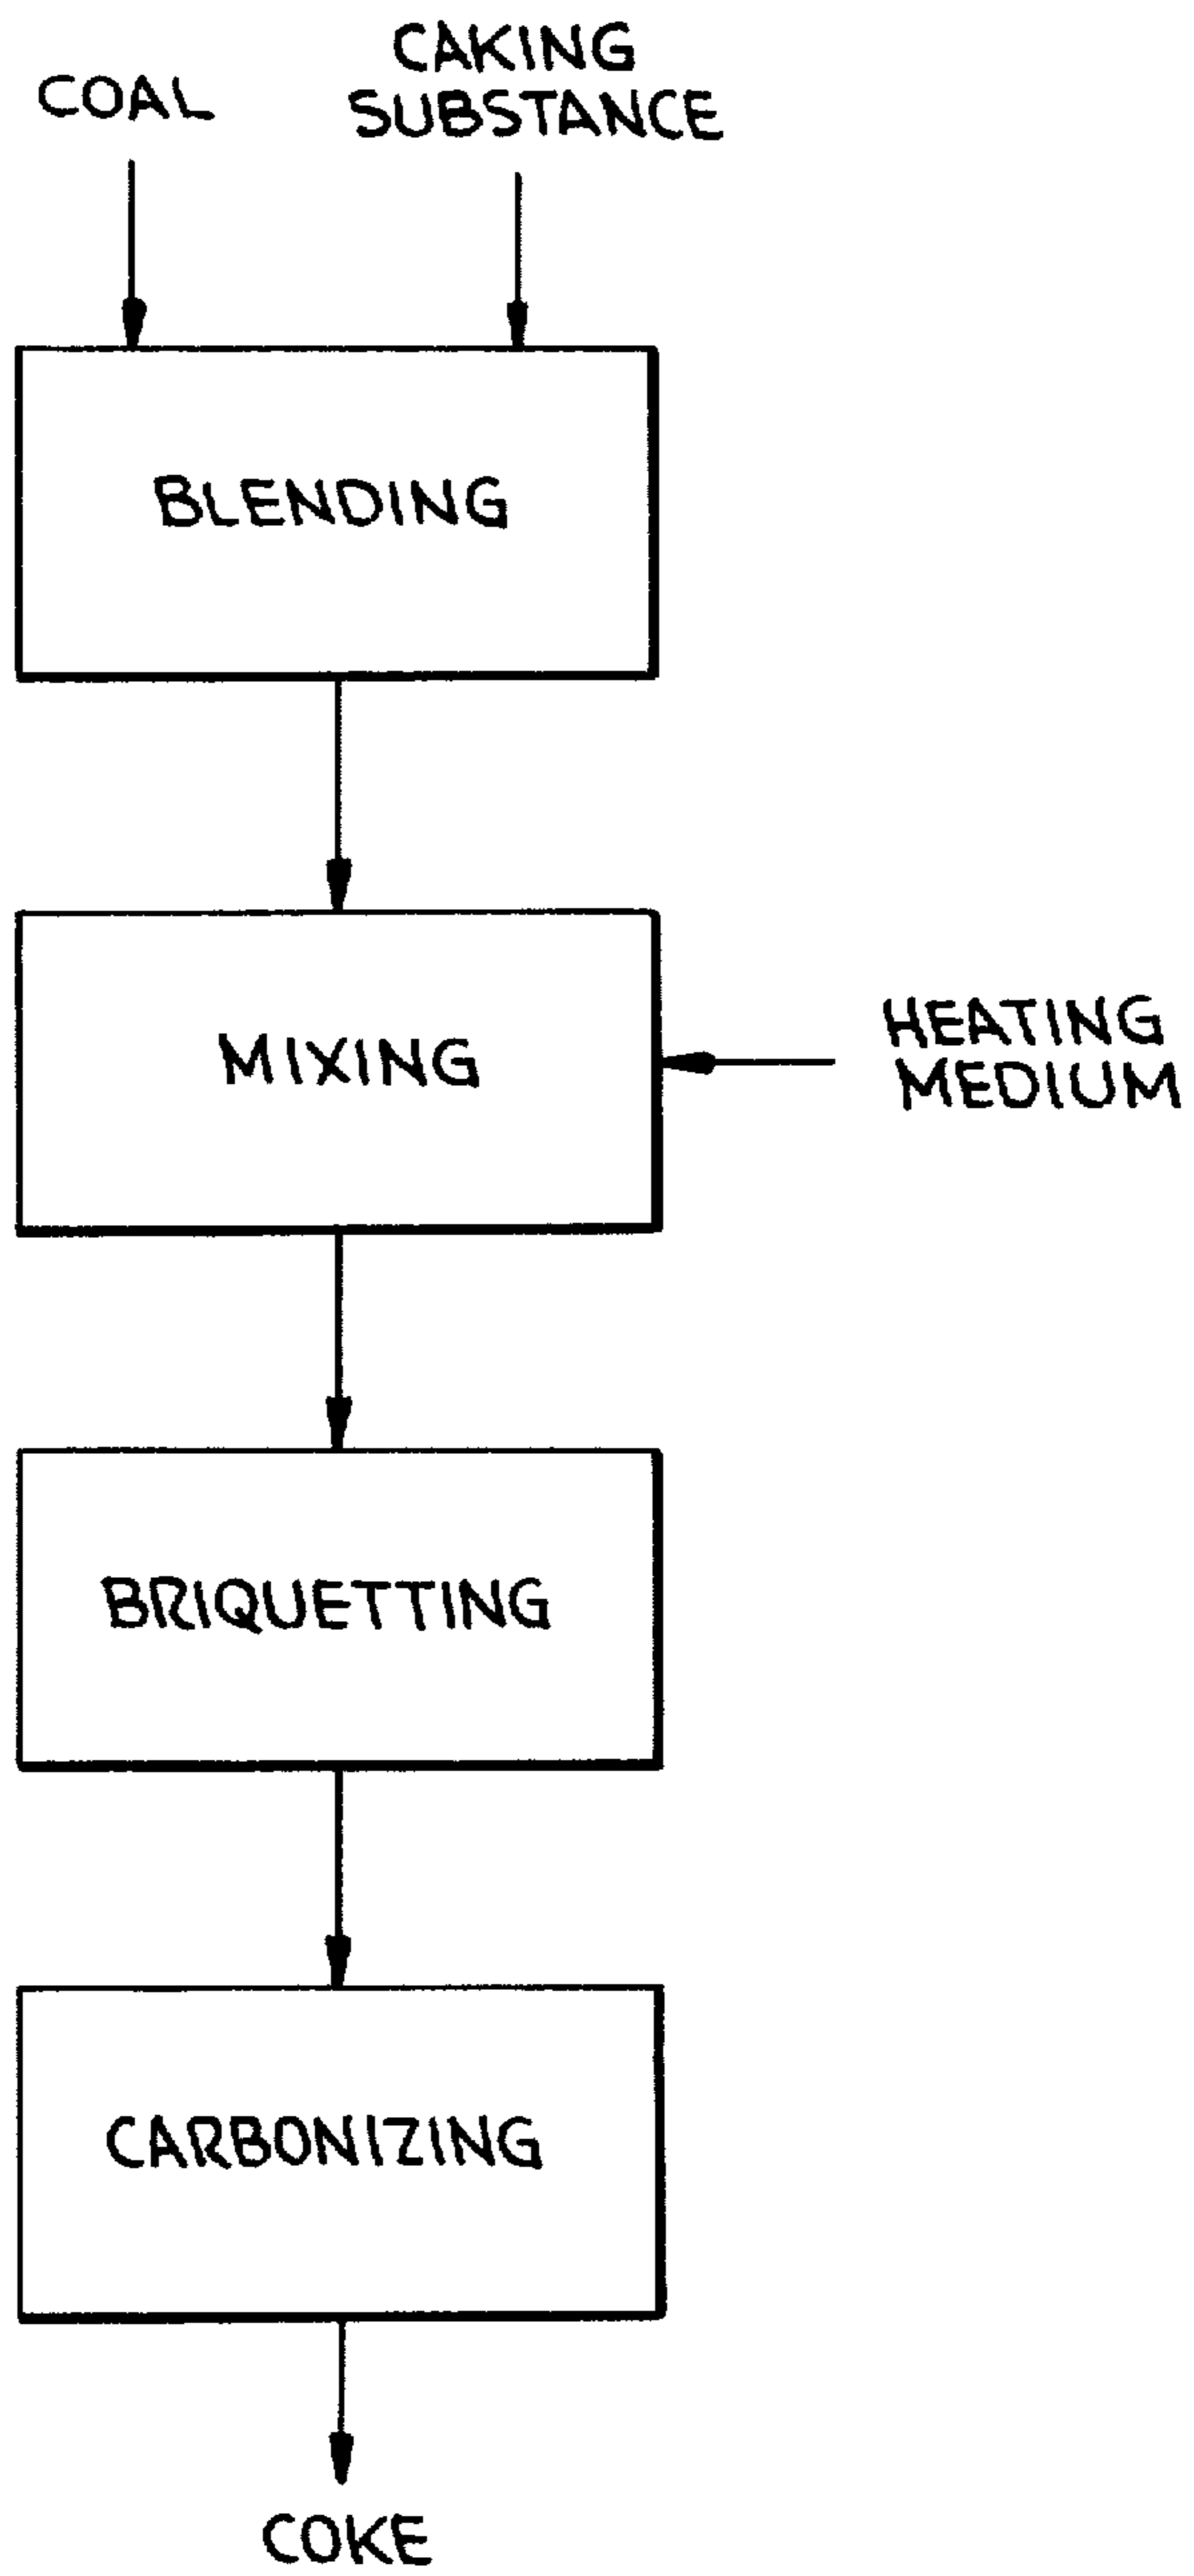 COAL
CAKING
SUBSTANCE
BLENDING
MIXING
HEATING
MEDIUM
BRIQUETTING
CARBONIZING
COKE